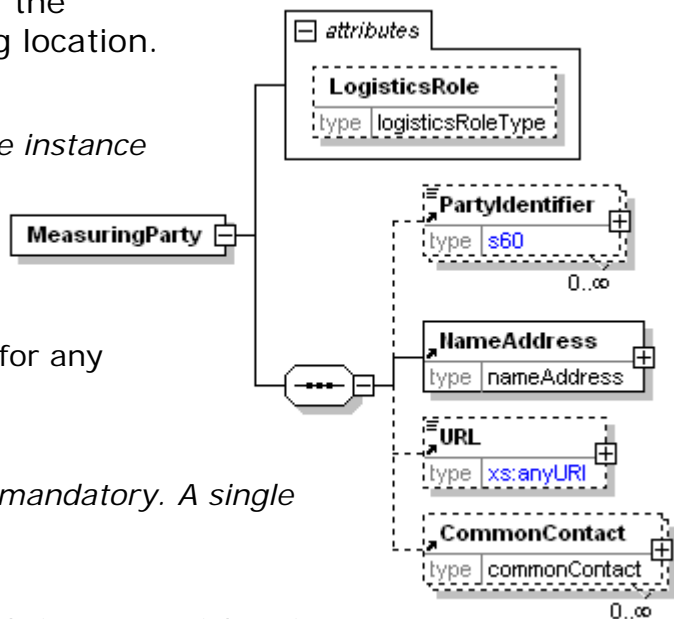 the
g location.
e instance
for any
mandatory. A single
attributes
LogisticsRole
type logisticsRoleType
MeasuringParty
PartyIdentifier
type s60
0..∞
NameAddress
type nameAddress
URL
type xs:anyURI
CommonContact
type commonContact
0..∞